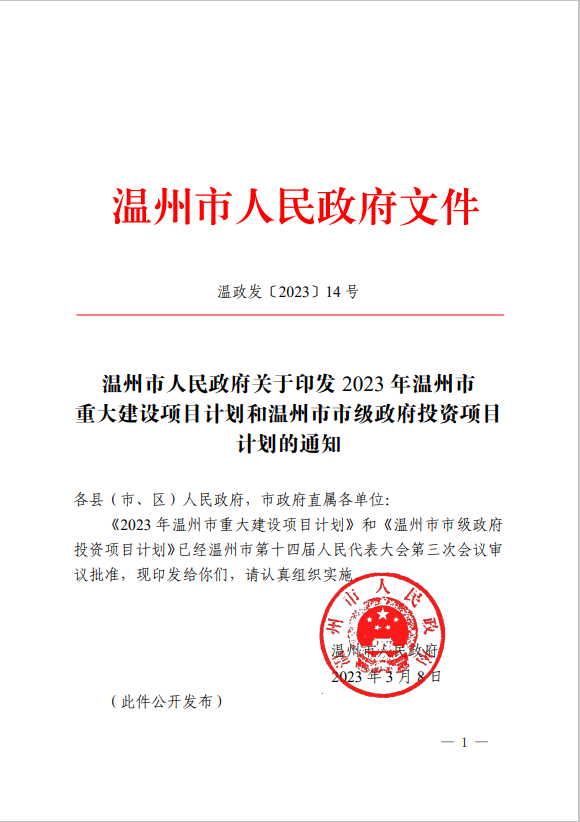 温州市人民政府文件
温政发〔2023〕14 号
温州市人民政府关于印发 2023 年温州市
重大建设项目计划和温州市市级政府投资项目
计划的通知
各县（市、区）人民政府，市政府直属各单位：
《2023 年温州市重大建设项目计划》和《温州市市级政府
投资项目计划》已经温州市第十四届人民代表大会第三次会议审
议批准，现印发给你们，请认真组织实施
温州市人民政府
温州市人民政府
2023 年 3 月 8 日
（此件公开发布）
— 1 —